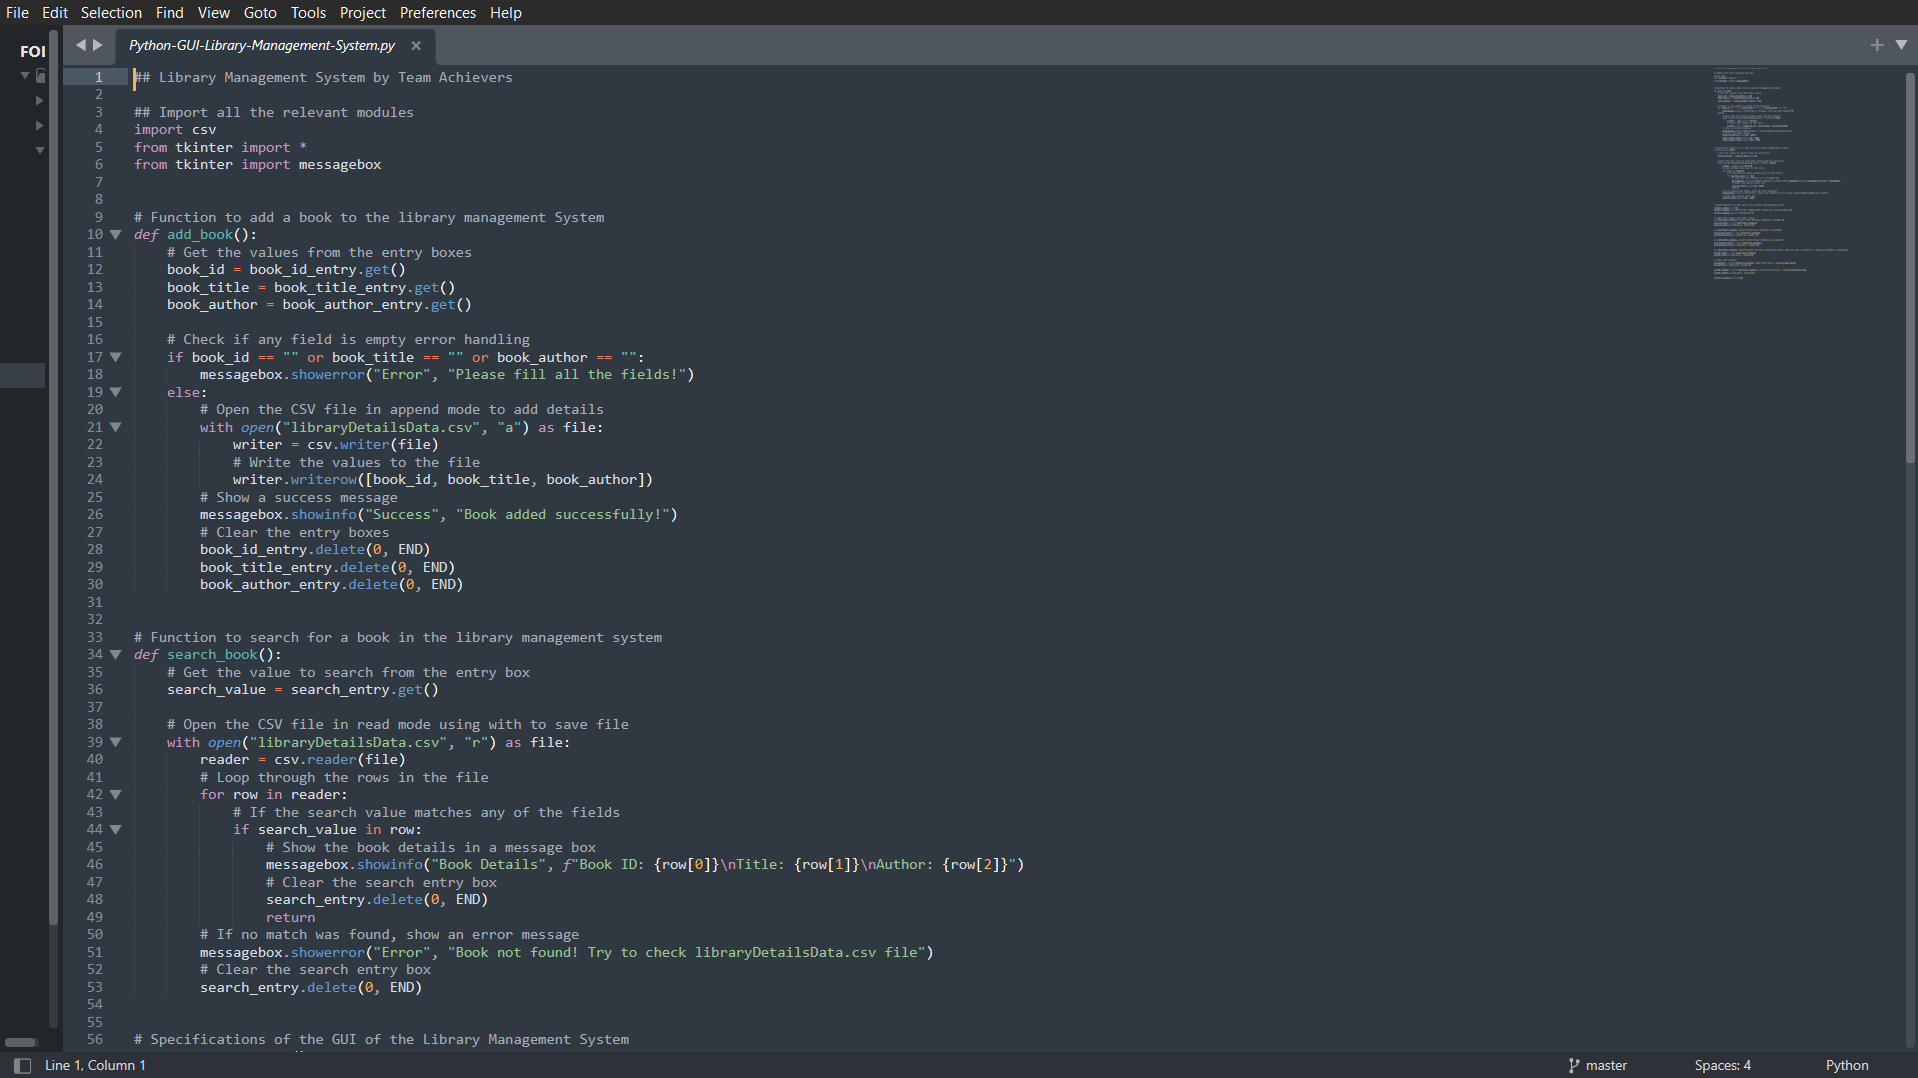 File Edit Selection Find View Goto Tools Project Preferences Help
FOI
Python-GUI-Library-Management-System.py
1 ## Library Management System by Team Achievers
2
3 ## Import all the relevant modules
4 import csv
5 from tkinter import *
6 from tkinter import messagebox
7
8
9 # Function to add a book to the library management System
10 def add_book():
11     # Get the values from the entry boxes
12     book_id = book_id_entry.get()
13     book_title = book_title_entry.get()
14     book_author = book_author_entry.get()
15
16     # Check if any field is empty error handling
17     if book_id == "" or book_title == "" or book_author == "":
18         messagebox.showerror("Error", "Please fill all the fields!")
19     else:
20         # Open the CSV file in append mode to add details
21         with open("libraryDetailsData.csv", "a") as file:
22             writer = csv.writer(file)
23             # Write the values to the file
24             writer.writerow([book_id, book_title, book_author])
25         # Show a success message
26         messagebox.showinfo("Success", "Book added successfully!")
27         # Clear the entry boxes
28         book_id_entry.delete(0, END)
29         book_title_entry.delete(0, END)
30         book_author_entry.delete(0, END)
31
32
33 # Function to search for a book in the library management system
34 def search_book():
35     # Get the value to search from the entry box
36     search_value = search_entry.get()
37
38     # Open the CSV file in read mode using with to save file
39     with open("libraryDetailsData.csv", "r") as file:
40         reader = csv.reader(file)
41         # Loop through the rows in the file
42         for row in reader:
43             # If the search value matches any of the fields
44             if search_value in row:
45                 # Show the book details in a message box
46                 messagebox.showinfo("Book Details", f"Book ID: {row[0]}\nTitle: {row[1]}\nAuthor: {row[2]}")
47                 # Clear the search entry box
48                 search_entry.delete(0, END)
49                 return
50         # If no match was found, show an error message
51         messagebox.showerror("Error", "Book not found! Try to check libraryDetailsData.csv file")
52         # Clear the search entry box
53         search_entry.delete(0, END)
54
55
56 # Specifications of the GUI of the Library Management System
Line 1, Column 1 master Spaces: 4 Python